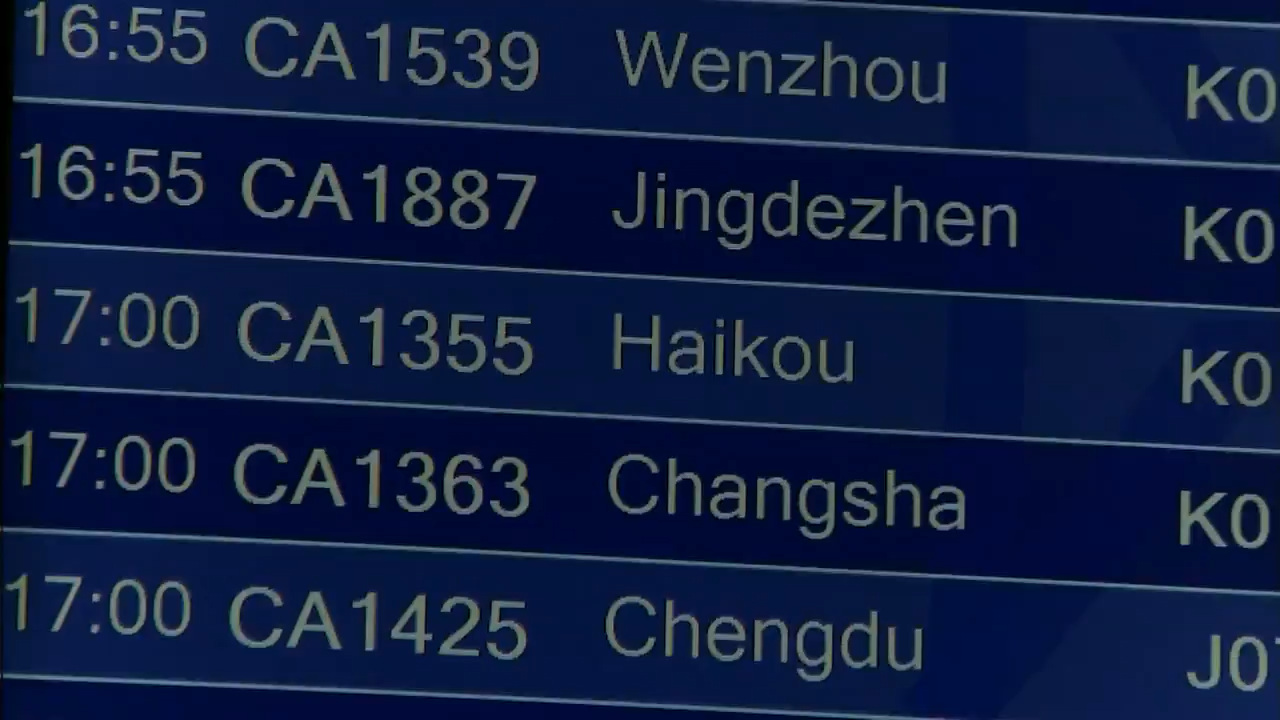 16:55 CA1539 Wenzhou K0
16:55 CA1887 Jingdezhen K0
17:00 CA1355 Haikou K0
17:00 CA1363 Changsha K0
17:00 CA1425 Chengdu J0